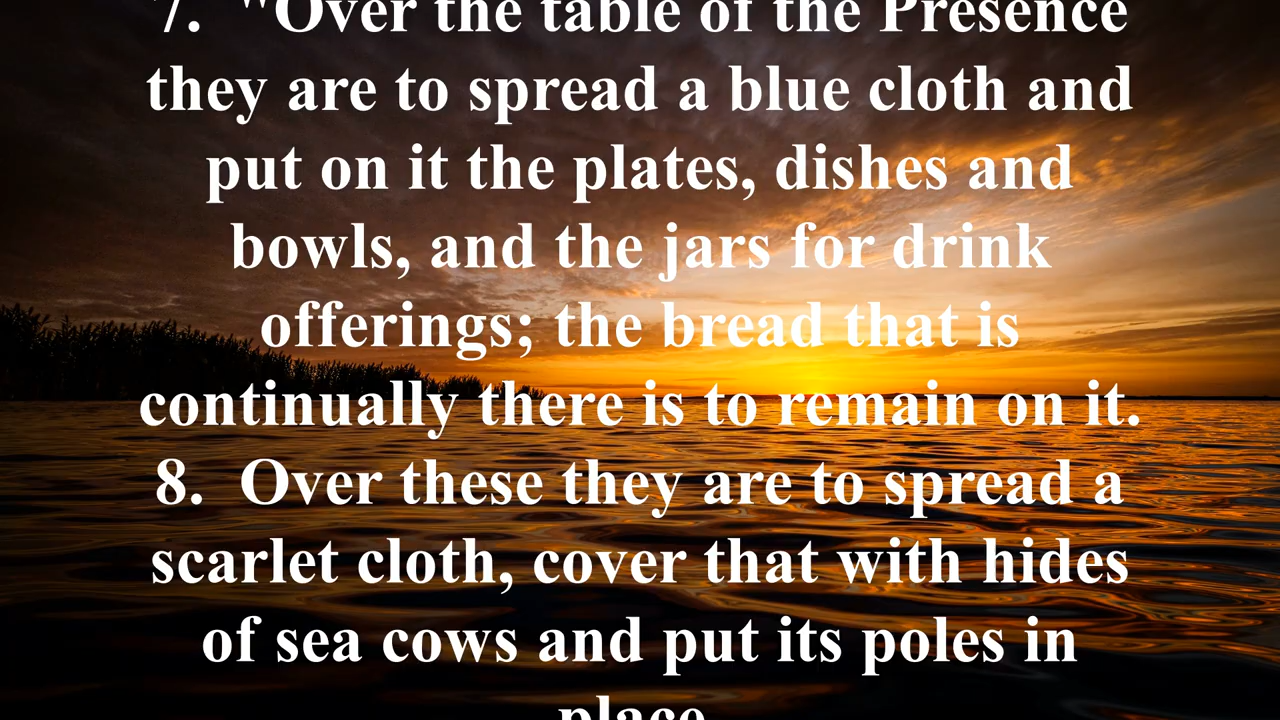 7.  "Over the table of the Presence
they are to spread a blue cloth and
put on it the plates, dishes and
bowls, and the jars for drink
offerings; the bread that is
continually there is to remain on it.
8.  Over these they are to spread a
scarlet cloth, cover that with hides
of sea cows and put its poles in
place.